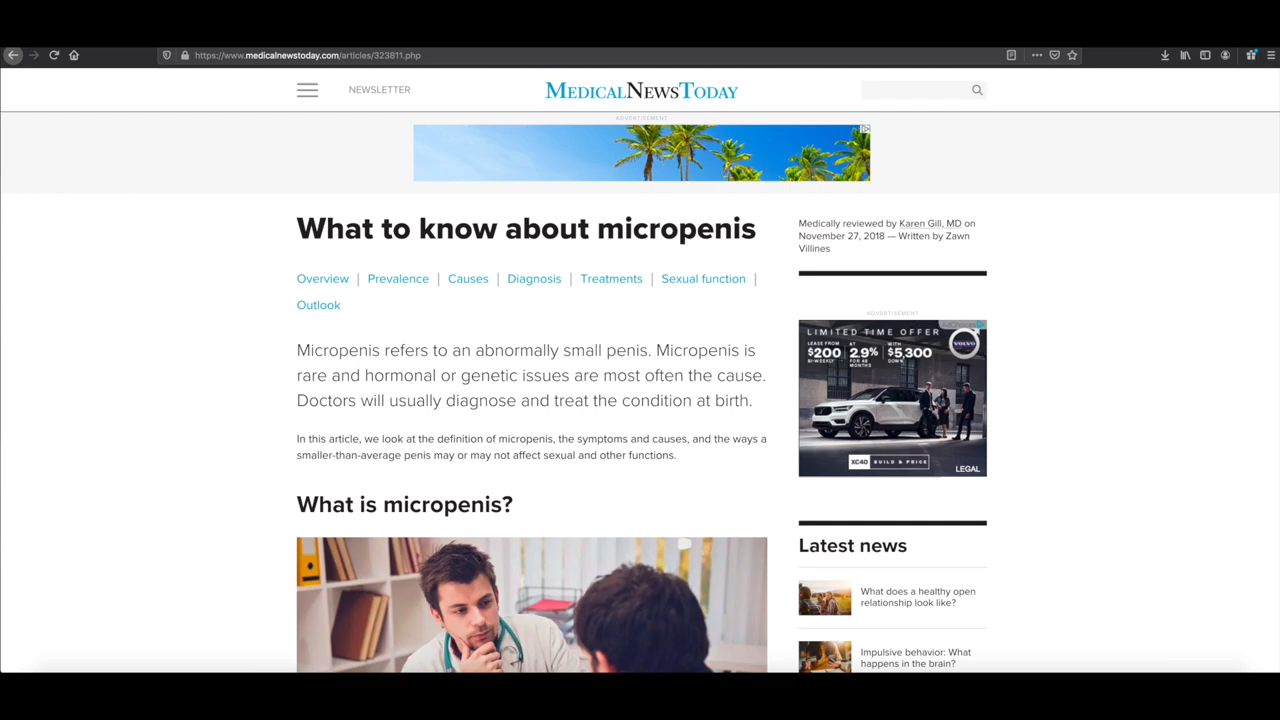 https://www.medicalnewstoday.com/articles/323811.php
NEWSLETTER
MEDICALNEWSTODAY
ADVERTISEMENT
What to know about micropenis
Overview | Prevalence | Causes | Diagnosis | Treatments | Sexual function |
Outlook
Micropenis refers to an abnormally small penis. Micropenis is
rare and hormonal or genetic issues are most often the cause.
Doctors will usually diagnose and treat the condition at birth.
In this article, we look at the definition of micropenis, the symptoms and causes, and the ways a
smaller-than-average penis may or may not affect sexual and other functions.
What is micropenis?
Medically reviewed by Karen Gill, MD on
November 27, 2018 — Written by Zawn
Villines
ADVERTISEMENT
LIMITED TIME OFFER
LEASE FROM AT WITH
$200 2.9% $5,300
BI-WEEKLY FOR 48 DOWN
MONTHS
VOLVO
XC40 BUILD & PRICE
LEGAL
Latest news
What does a healthy open
relationship look like?
Impulsive behavior: What
happens in the brain?